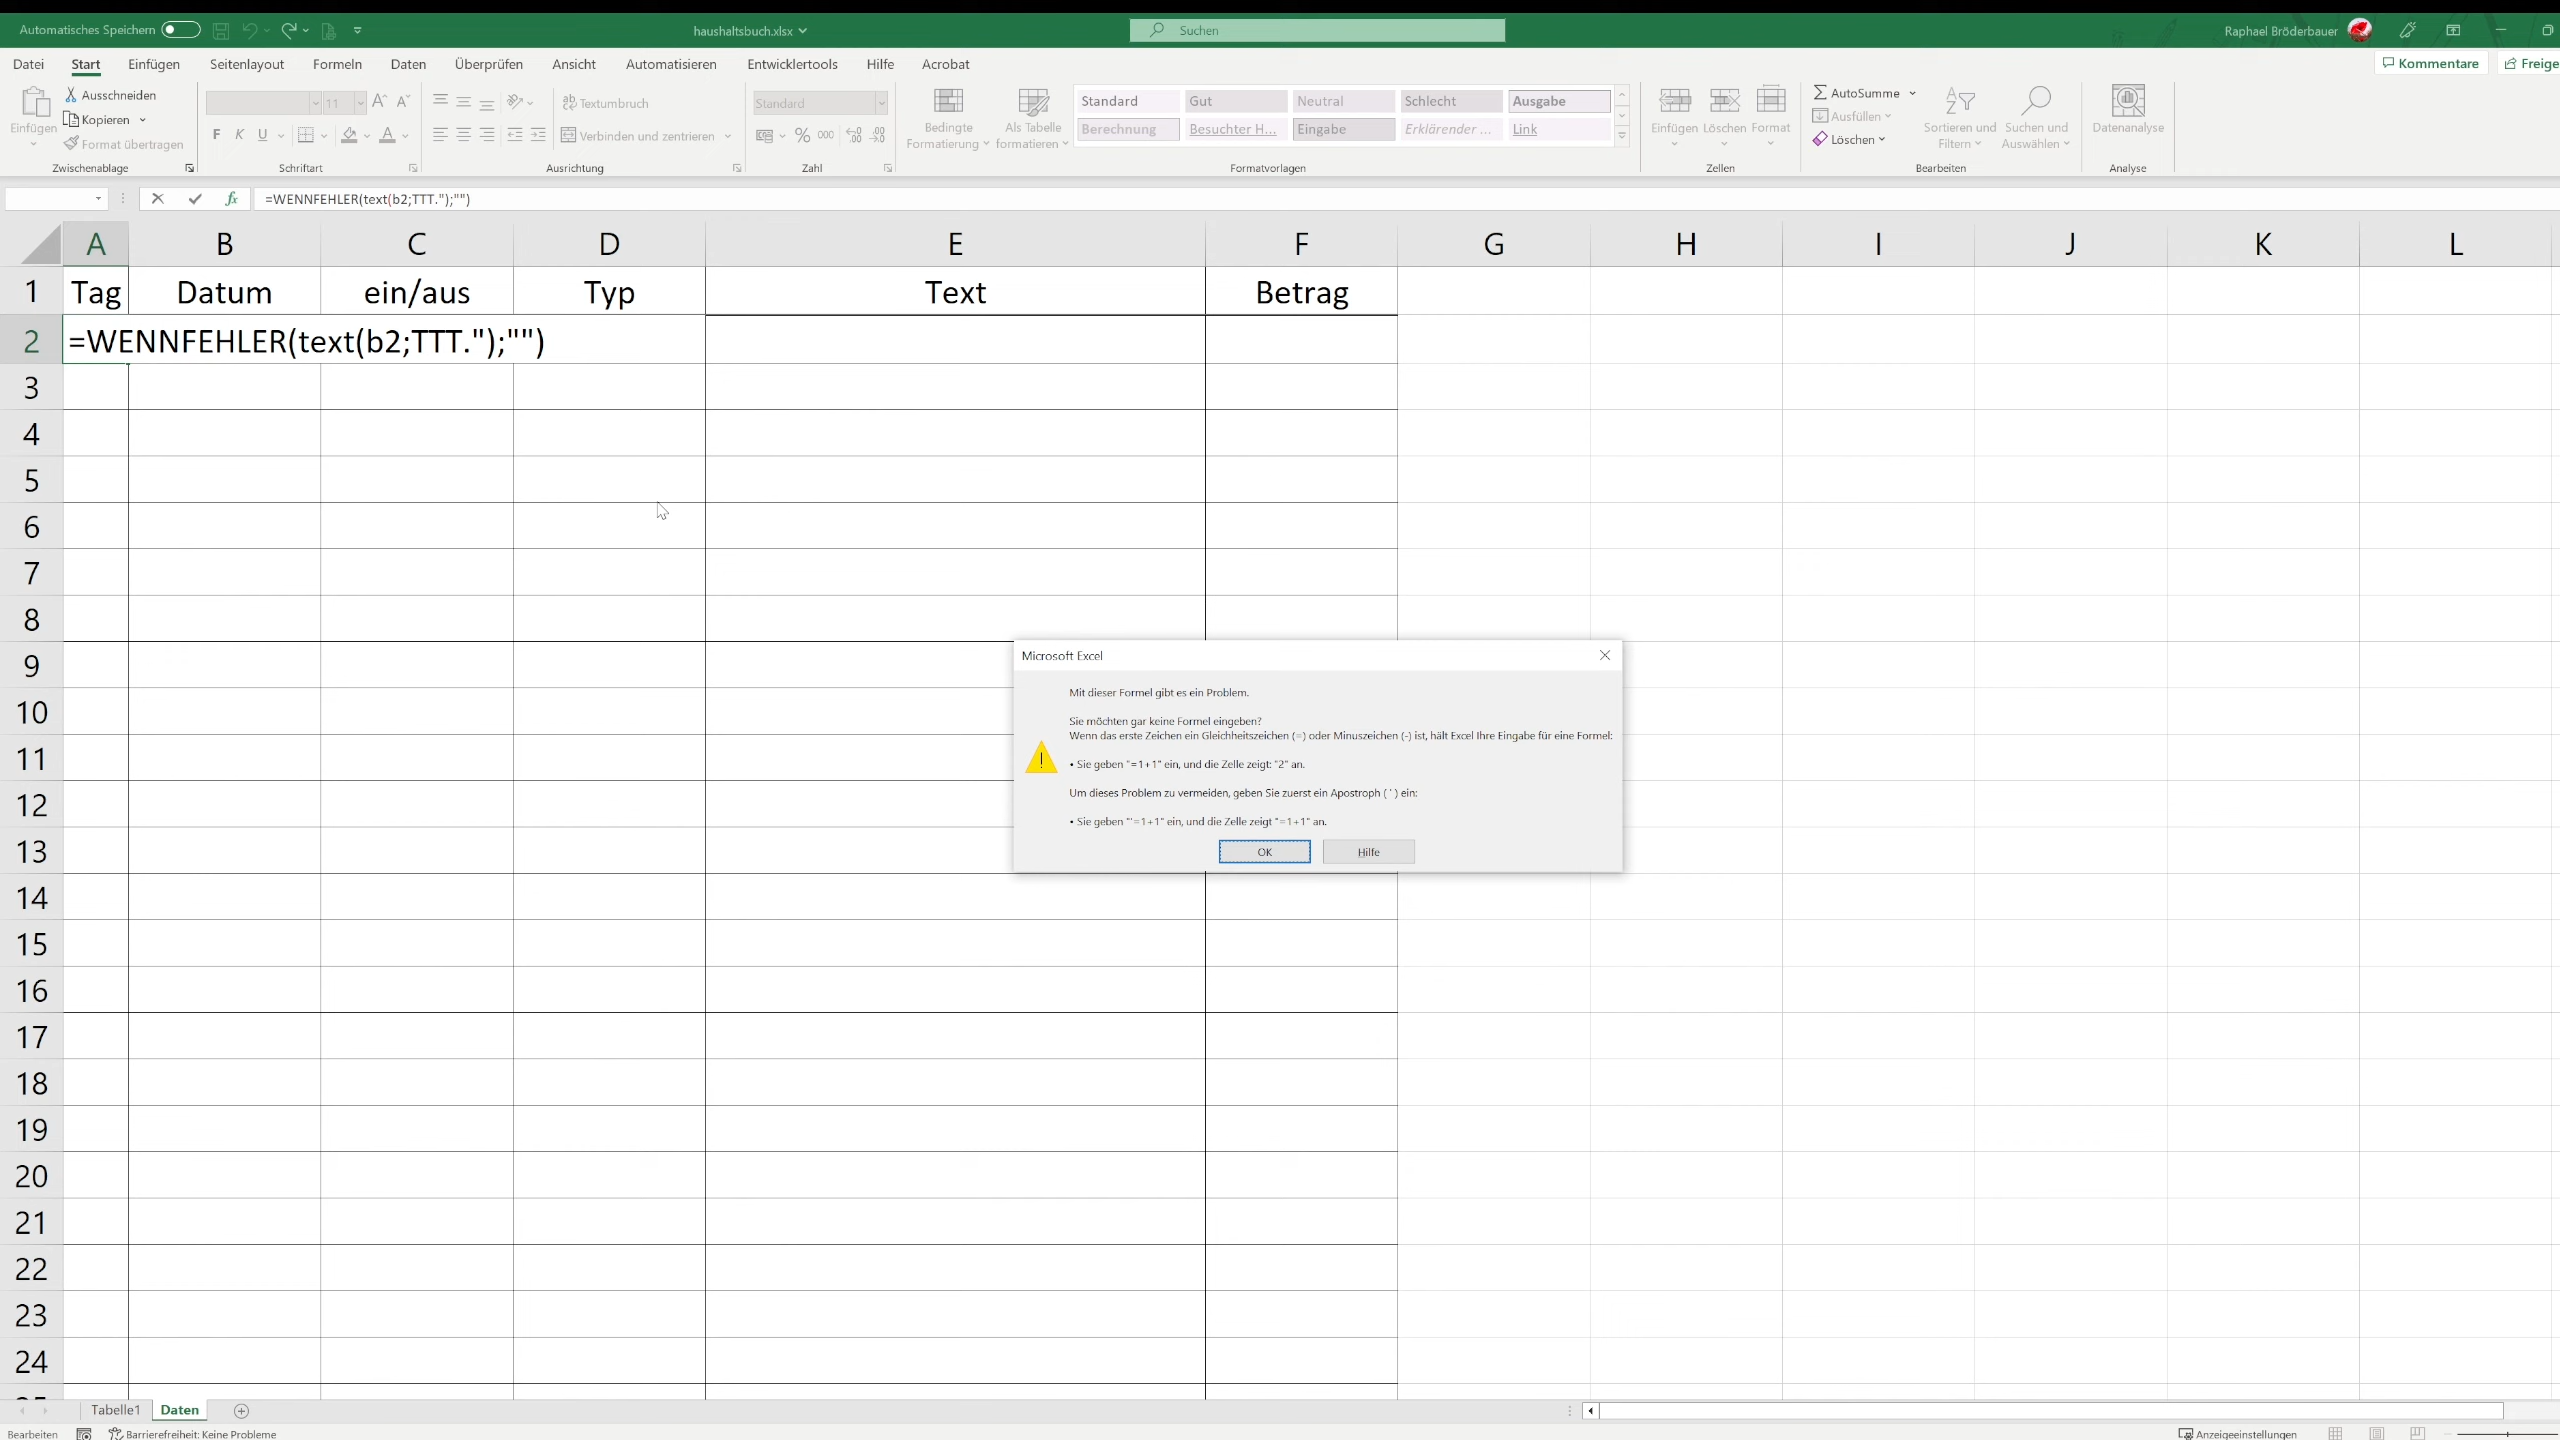 Automatisches Speichern
haushaltsbuch.xlsx
Suchen
Raphael Bröderbauer
Datei Start Einfügen Seitenlayout Formeln Daten Überprüfen Ansicht Automatisieren Entwicklertools Hilfe Acrobat
Kommentare
Freige
Einfügen
Ausschneiden
Kopieren
Format übertragen
Zwischenablage
11
F K U
Schriftart
Textumbruch
Verbinden und zentrieren
Ausrichtung
Standard
% 000
Zahl
Bedingte
Formatierung
Als Tabelle
formatieren
Standard Gut Neutral Schlecht Ausgabe
Berechnung Besuchter H... Eingabe Erklärender ... Link
Formatvorlagen
Einfügen Löschen Format
Zellen
AutoSumme
Ausfüllen
Löschen
Sortieren und
Filtern
Suchen und
Auswählen
Bearbeiten
Datenanalyse
Analyse
fx
=WENNFEHLER(text(b2;TTT.");"")
A B C D E F G H I J K L
1 Tag Datum ein/aus Typ Text Betrag
2 =WENNFEHLER(text(b2;TTT.");"")
3
4
5
6
7
8
9
10
11
12
13
14
15
16
17
18
19
20
21
22
23
24
Microsoft Excel
Mit dieser Formel gibt es ein Problem.
Sie möchten gar keine Formel eingeben?
Wenn das erste Zeichen ein Gleichheitszeichen (=) oder Minuszeichen (-) ist, hält Excel Ihre Eingabe für eine Formel:
• Sie geben "=1+1" ein, und die Zelle zeigt: "2" an.
Um dieses Problem zu vermeiden, geben Sie zuerst ein Apostroph ( ' ) ein:
• Sie geben "'=1+1" ein, und die Zelle zeigt "=1+1" an.
OK
Hilfe
Tabelle1 Daten
Bearbeiten
Barrierefreiheit: Keine Probleme
Anzeigeeinstellungen